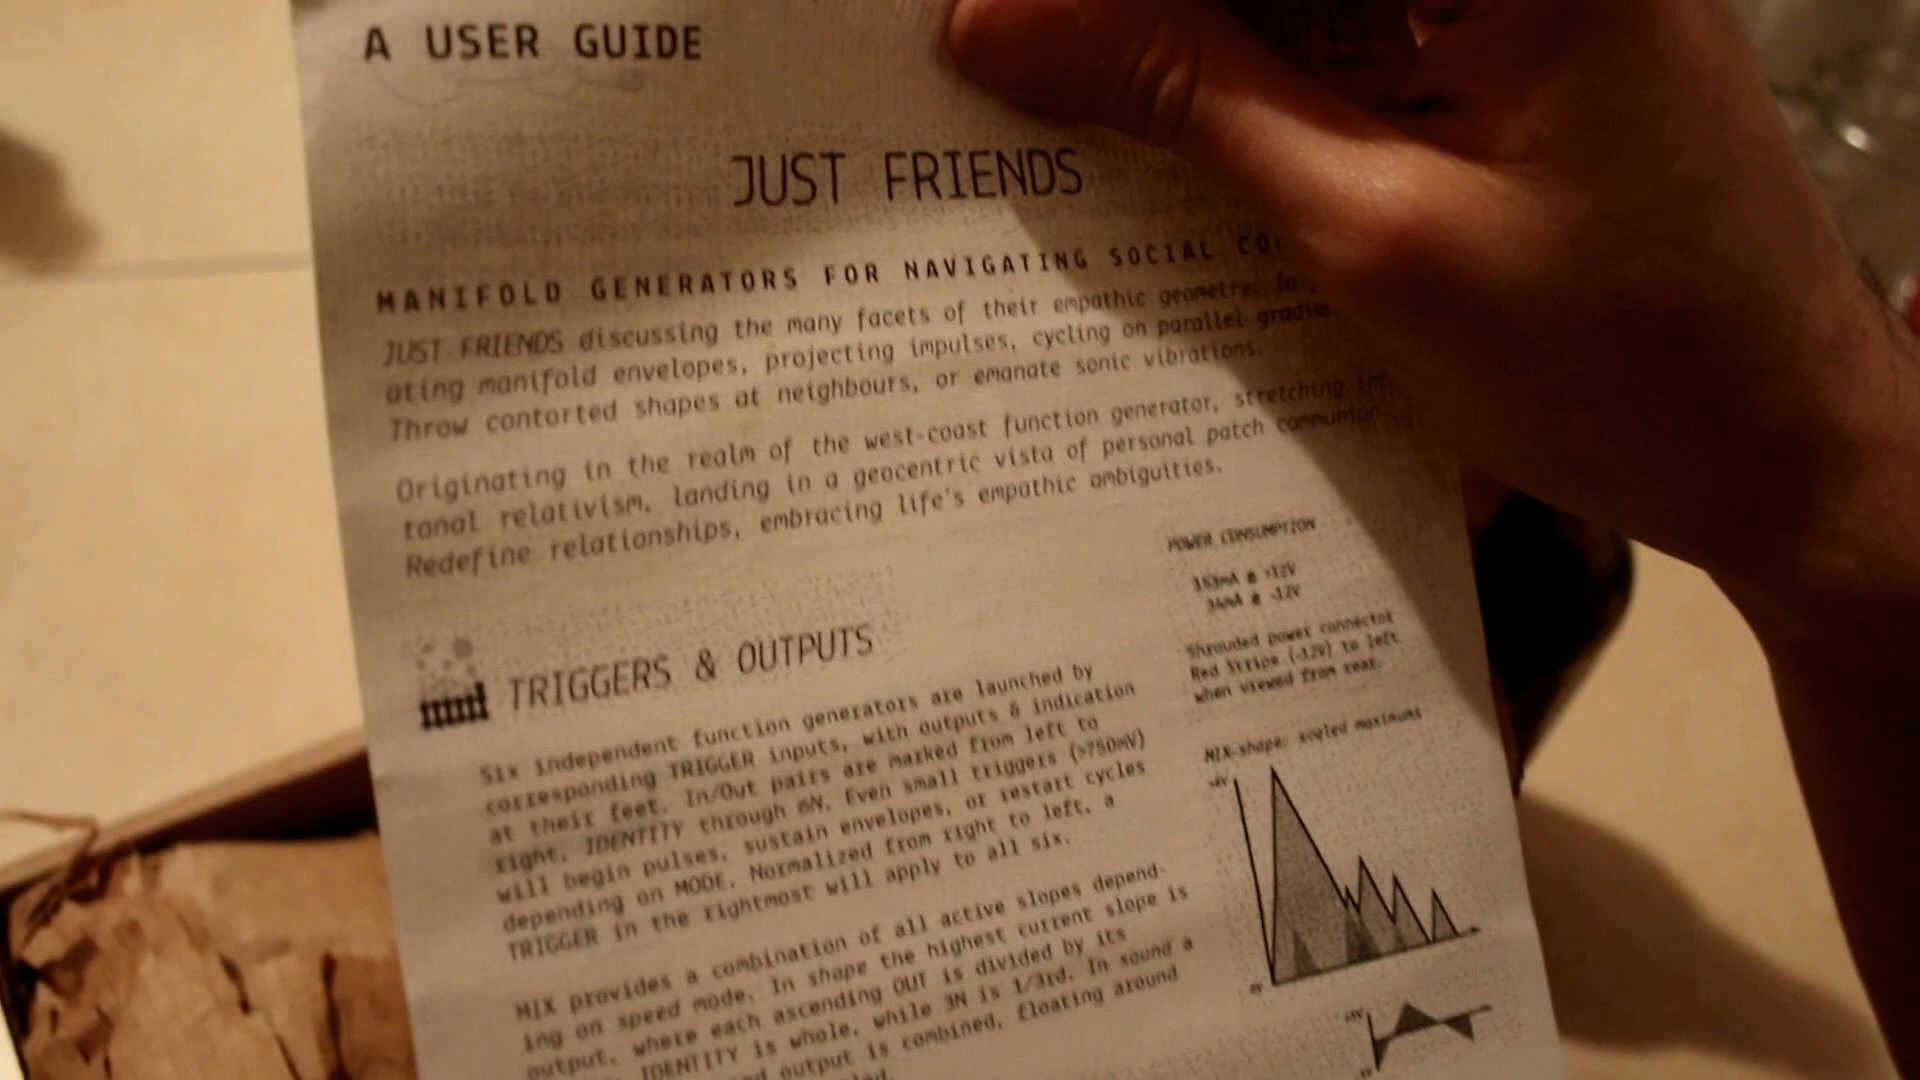 A USER GUIDE
JUST FRIENDS
MANIFOLD GENERATORS FOR NAVIGATING SOCIAL
JUST FRIENDS discussing the many facets of their empathic geometry.
ating manifold envelopes, projecting impulses, cycling on parallel
Throw contorted shapes at neighbours, or emanate sonic vibrations.
Originating in the realm of the west-coast function generator, stretching
tonal relativism, landing in a geocentric vista of personal patch communion.
Redefine relationships, embracing life's empathic ambiguities.
POWER CONSUMPTION
@ +12V
@ -12V
Shrouded power connector
Red Stripe (-12V) to left
when viewed from rear.
TRIGGERS & OUTPUTS
Six independent function generators are launched by
corresponding TRIGGER inputs, with outputs & indication
at their feet. In/Out pairs are marked from left to
right, IDENTITY through 6N. Even small triggers (>750mV)
will begin pulses, sustain envelopes, or restart cycles
depending on MODE. Normalized from right to left, a
TRIGGER in the rightmost will apply to all six.
MIX-shape: scaled maximums
MIX provides a combination of all active slopes depend-
ing on speed mode. In shape the highest current slope is
output, where each ascending OUT is divided by its
IDENTITY is whole, while 3N is 1/3rd. In sound a
output is combined, floating around